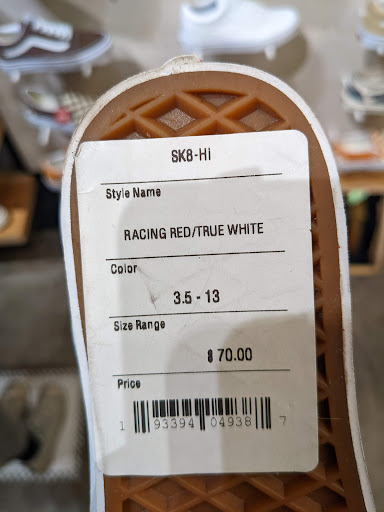 SK8-Hi
Style Name
RACING RED/TRUE WHITE
Color
3.5 - 13
Size Range
$ 70.00
Price
1 93394 04938 7